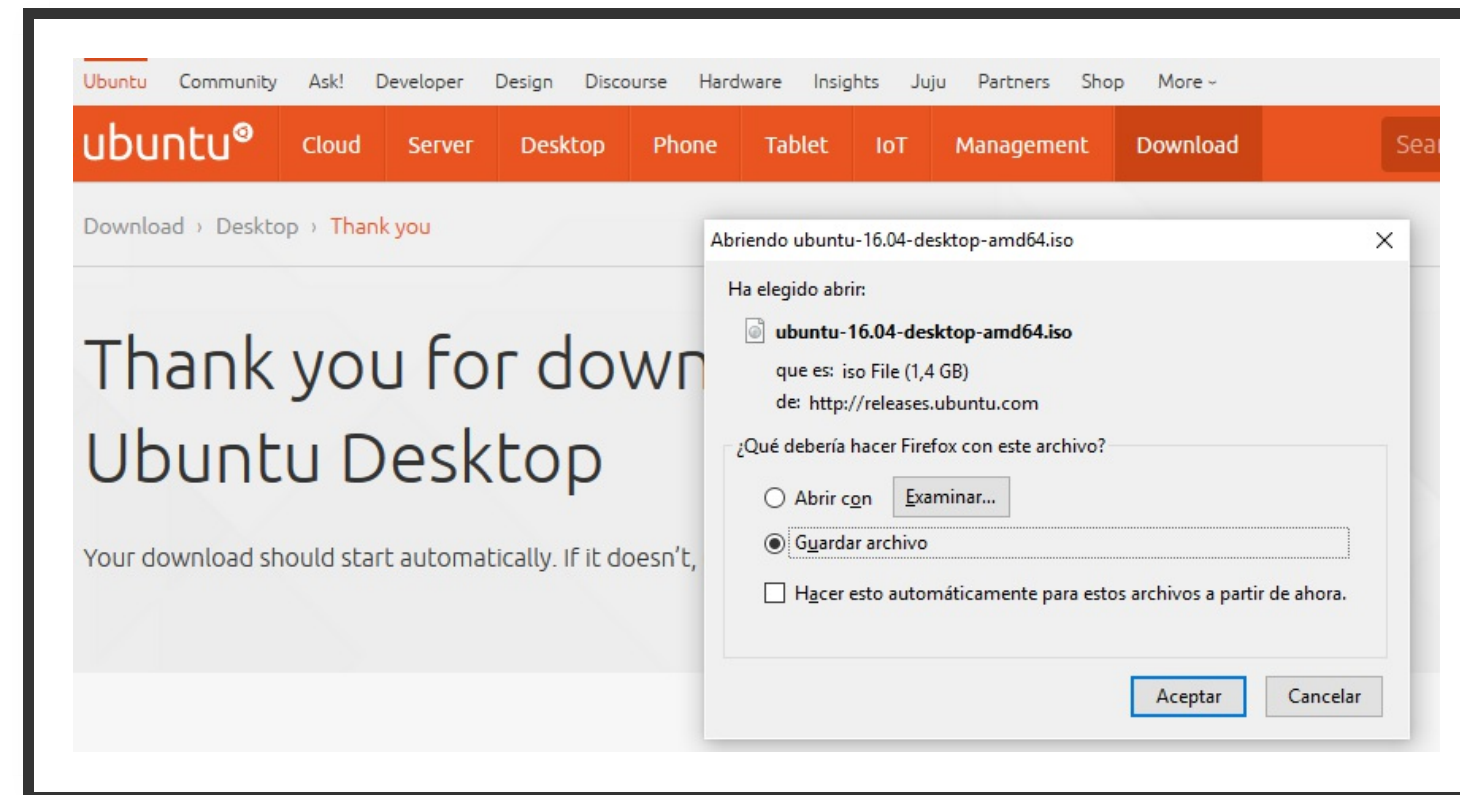 Ubuntu Community Ask! Developer Design Discourse Hardware Insights Juju Partners Shop More
ubuntu Cloud Server Desktop Phone Tablet IoT Management Download
Download › Desktop › Thank you
Thank you for down
Ubuntu Desktop
Your download should start automatically. If it doesn't,
Abriendo ubuntu-16.04-desktop-amd64.iso
Ha elegido abrir:
ubuntu-16.04-desktop-amd64.iso
que es: iso File (1,4 GB)
de: http://releases.ubuntu.com
¿Qué debería hacer Firefox con este archivo?
Abrir con Examinar...
Guardar archivo
Hacer esto automáticamente para estos archivos a partir de ahora.
Aceptar Cancelar